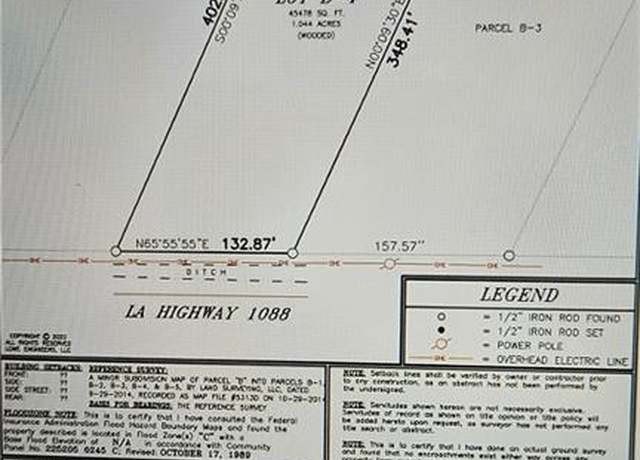 402
S00°09'
45478 SQ. FT.
1.044 ACRES
(WOODED)
N00°09'30"E
348.41'
PARCEL B-3
N65°55'55"E 132.87'
157.57"
DITCH
LA HIGHWAY 1088
LEGEND
= 1/2" IRON ROD FOUND
= 1/2" IRON ROD SET
= POWER POLE
= OVERHEAD ELECTRIC LINE
COPYRIGHT © 
ALL RIGHTS RESERVED
LOWE ENGINEERS, LLC
BUILDING SETBACKS:
FRONT: ??
SIDE: ??
SIDE STREET: ??
REAR: ??
REFERENCE SURVEY:
A MINOR SUBDIVISION MAP OF PARCEL "B" INTO PARCELS B-1,
B-2, B-3, B-4, & B-5, BY LAND SURVEYING, LLC, DATED
9-29-2014, RECORDED AS MAP FILE #5313D ON 10-29-201
BASIS FOR BEARINGS: THE REFERENCE SURVEY
FLOODZONE NOTE: This is to certify that I have consulted the Federal
Insurance Administration Flood Hazard Boundary Maps and found the
property described is located in Flood Zone(s) "C" with a
Base Flood Elevation of N/A in accordance with Community
Panel No. 225205 0245 C; Revised: OCTOBER 17, 1989
NOTE: Setback lines shall be verified by owner or contractor prior
to any construction, as an abstract has not been performed by
the undersigned.
NOTE: Servitudes shown hereon are not necessarily exclusive.
Servitudes of record as shown on title opinion or title policy will
be added hereto upon request, as surveyor has not performed any
title search or abstract.
NOTE: This is to certify that I have done an actual ground survey
and found that no encroachments exist either way across any